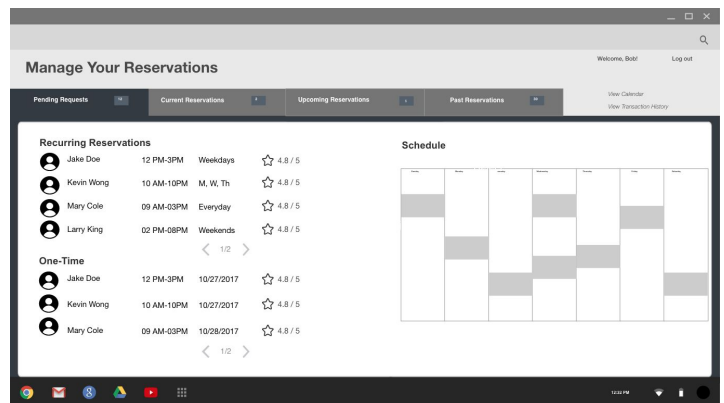 Welcome, Bob! Log out
Manage Your Reservations
Pending Requests Current Reservations Upcoming Reservations Past Reservations
View Calendar
View Transaction History
Recurring Reservations
Jake Doe 12 PM-3PM Weekdays 4.8 / 5
Kevin Wong 10 AM-10PM M, W, Th 4.8 / 5
Mary Cole 09 AM-03PM Everyday 4.8 / 5
Larry King 02 PM-08PM Weekends 4.8 / 5
1/2
One-Time
Jake Doe 12 PM-3PM 10/27/2017 4.8 / 5
Kevin Wong 10 AM-10PM 10/27/2017 4.8 / 5
Mary Cole 09 AM-03PM 10/28/2017 4.8 / 5
1/2
Schedule